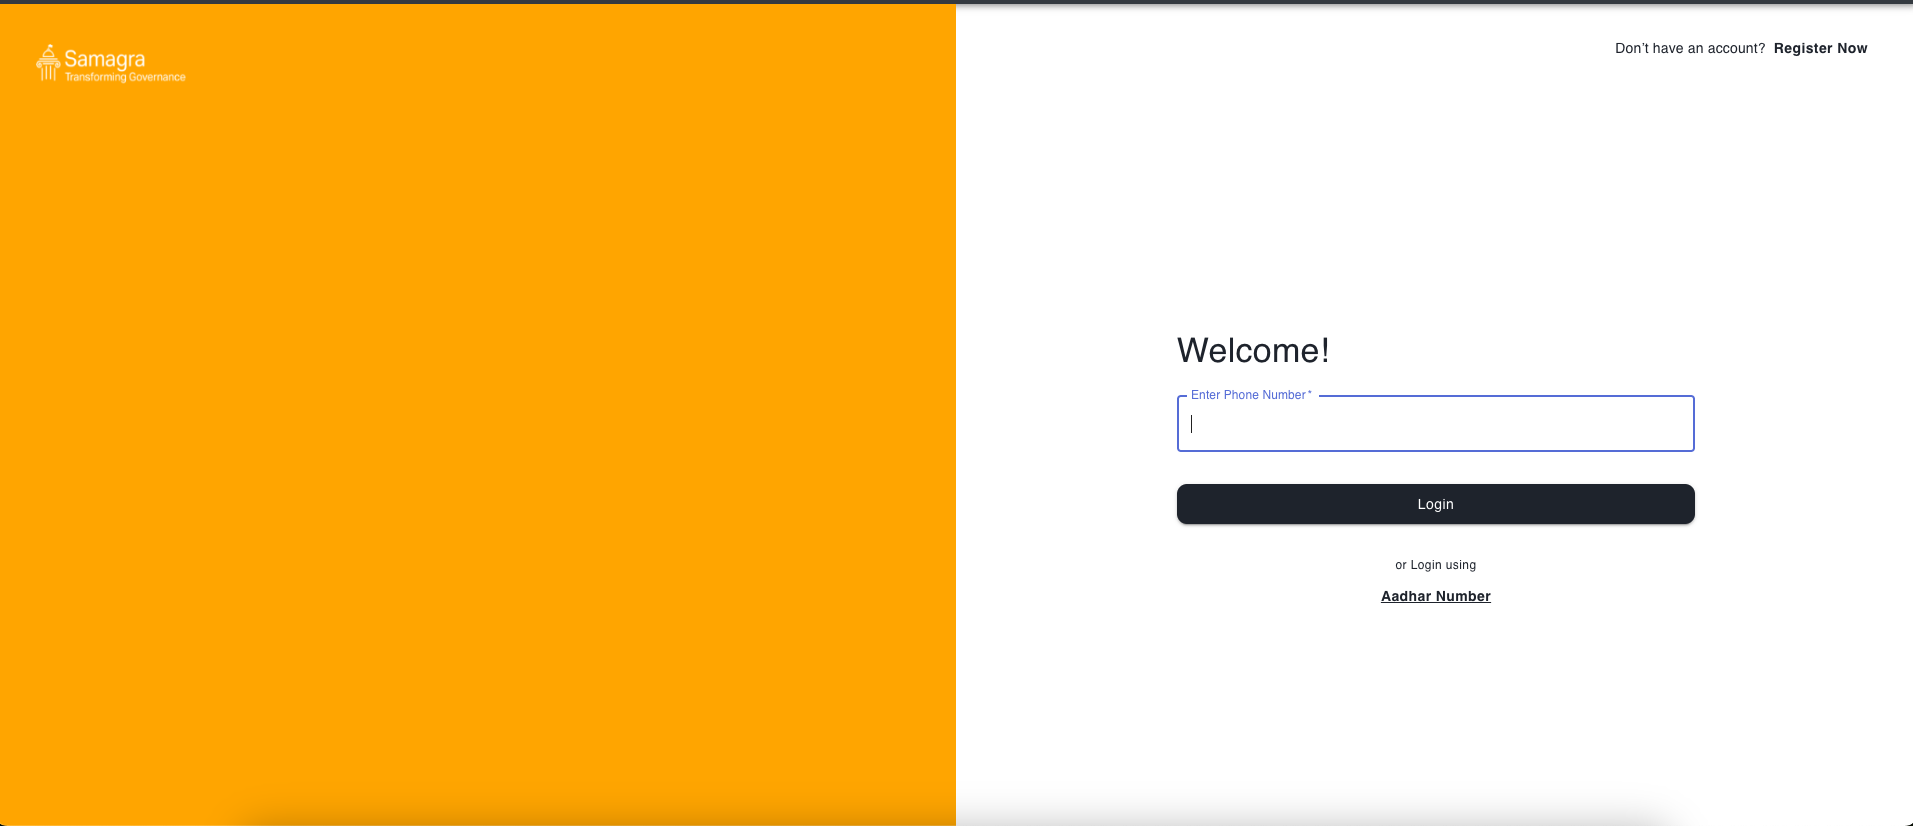 Samagra
Transforming Governance
Don't have an account? Register Now
Welcome!
Enter Phone Number *
Login
or Login using
Aadhar Number